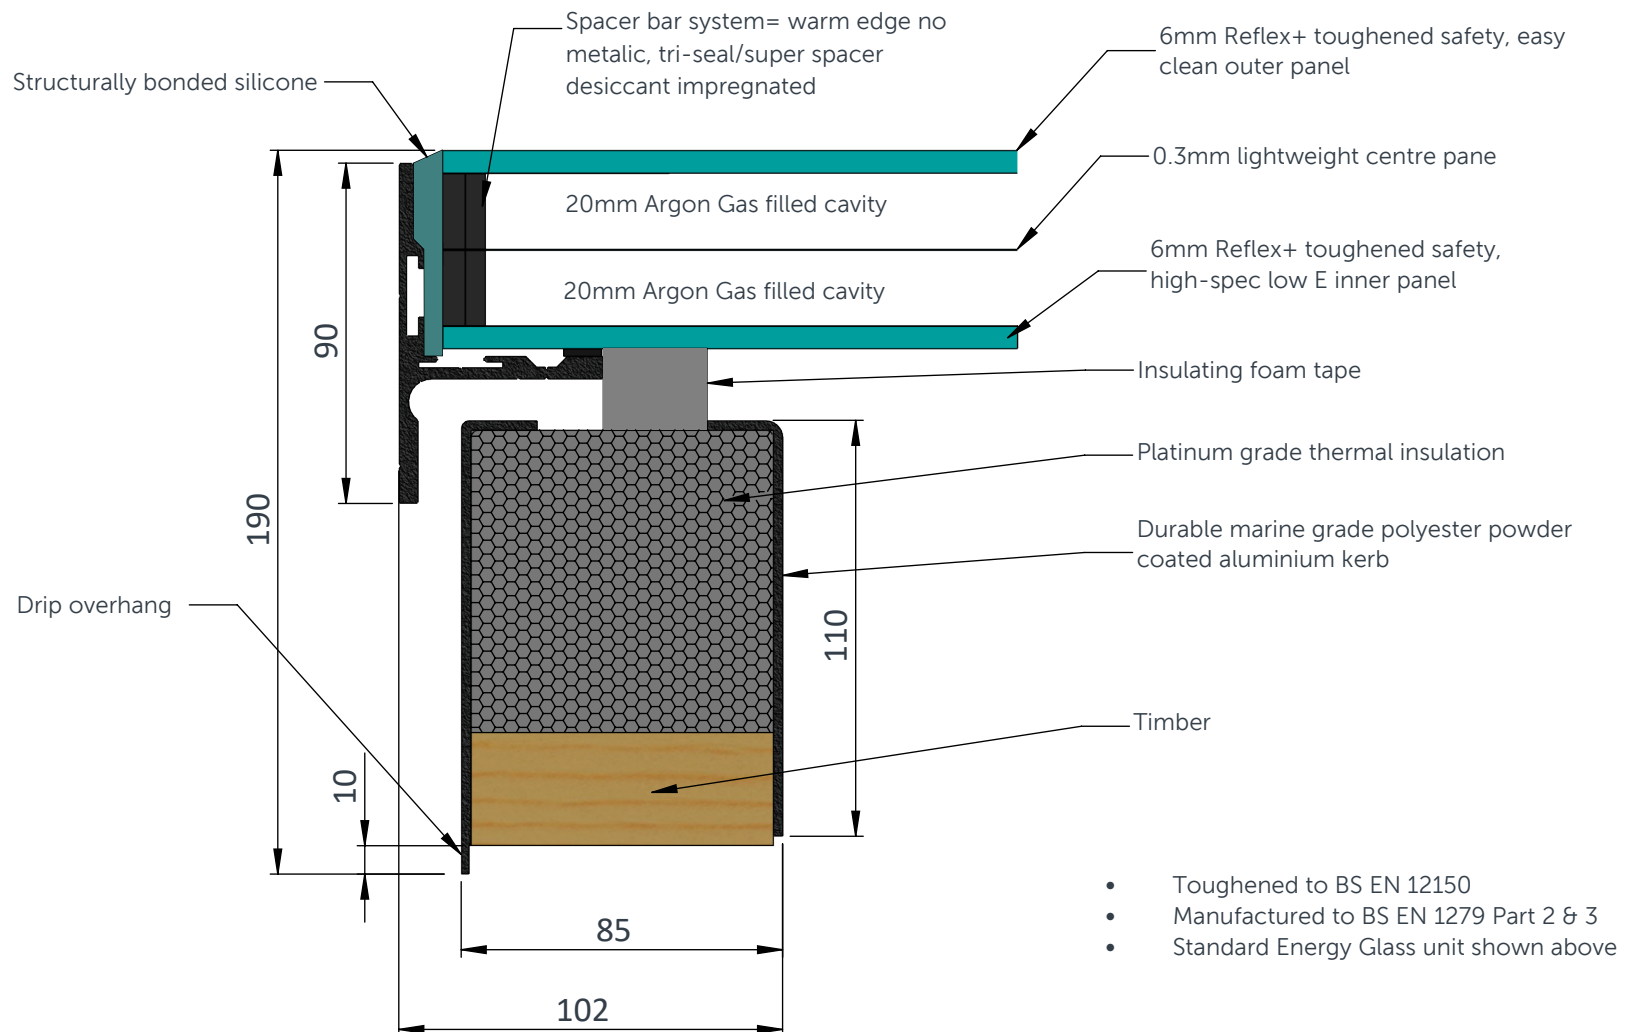 Spacer bar system= warm edge no
metalic, tri-seal/super spacer
desiccant impregnated
6mm Reflex+ toughened safety, easy
clean outer panel
Structurally bonded silicone
0.3mm lightweight centre pane
20mm Argon Gas filled cavity
6mm Reflex+ toughened safety,
high-spec low E inner panel
20mm Argon Gas filled cavity
90
Insulating foam tape
Platinum grade thermal insulation
190
Durable marine grade polyester powder
coated aluminium kerb
Drip overhang
110
Timber
10
85
102
• Toughened to BS EN 12150
• Manufactured to BS EN 1279 Part 2 & 3
• Standard Energy Glass unit shown above